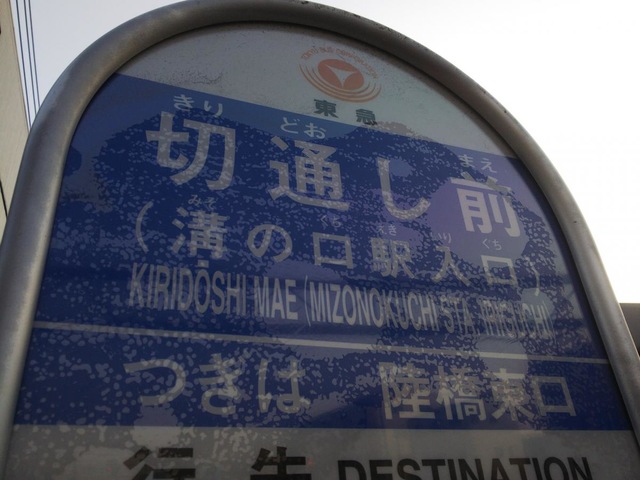 東急
きり どお まえ
切通し前
みぞ くち えき いり ぐち
(溝の口駅入口)
KIRIDŌSHI MAE (MIZONOKUCHI STA. IRIGUCHI)
つぎは 陸橋東口
行 先 DESTINATION